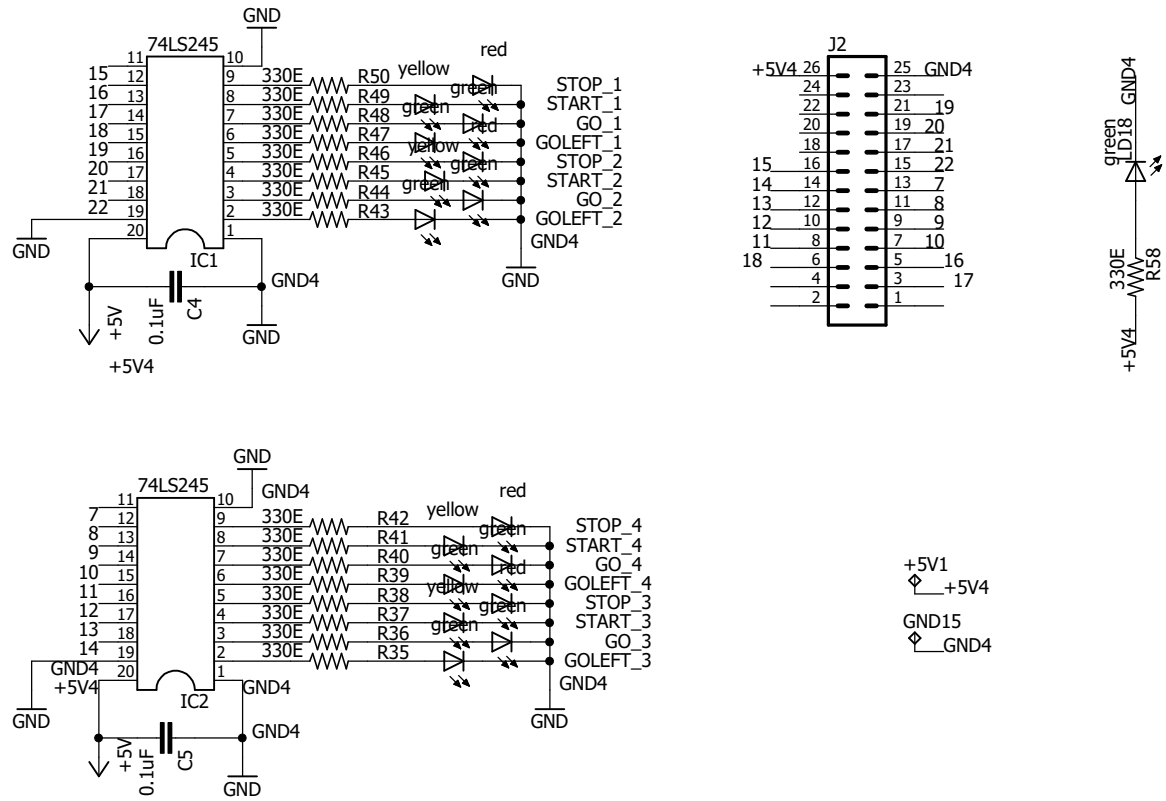 GND
74LS245
11 10
15 12 9 330E R50 yellow red STOP_1
16 13 8 330E R49 green START_1
17 14 7 330E R48 green GO_1
18 15 6 330E R47 red GOLEFT_1
19 16 5 330E R46 yellow STOP_2
20 17 4 330E R45 green START_2
21 18 3 330E R44 green GO_2
22 19 2 330E R43 GOLEFT_2
20 1
GND
IC1
GND4
GND
GND4
+5V
0.1uF
C4
GND
+5V4
J2
+5V4 26 25 GND4
24 23
22 21 19
20 19 20
18 17 21
15 16 15 22
14 14 13 7
13 12 11 8
12 10 9 9
11 8 7 10
18 6 5 16
4 3 17
2 1
GND4
green
LD18
330E
R58
+5V4
GND
74LS245
GND4
11 10
7 12 9 330E R42 yellow red STOP_4
8 13 8 330E R41 green START_4
9 14 7 330E R40 green GO_4
10 15 6 330E R39 red GOLEFT_4
11 16 5 330E R38 yellow STOP_3
12 17 4 330E R37 green START_3
13 18 3 330E R36 green GO_3
14 19 2 330E R35 GOLEFT_3
GND4
+5V4 20 1
GND4
GND4
IC2
GND
GND
+5V
0.1uF
C5
GND4
GND
+5V1
+5V4
GND15
GND4